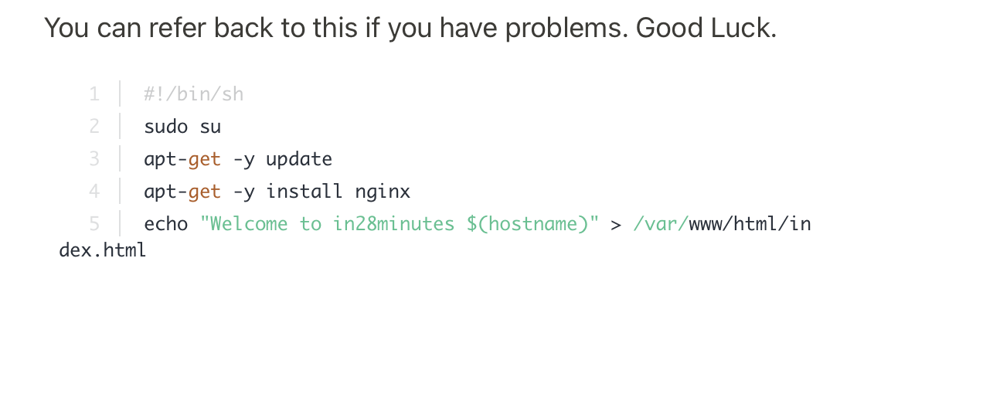 You can refer back to this if you have problems. Good Luck.
1 #!/bin/sh
2 sudo su
3 apt-get -y update
4 apt-get -y install nginx
5 echo "Welcome to in28minutes $(hostname)" > /var/www/html/in
dex.html